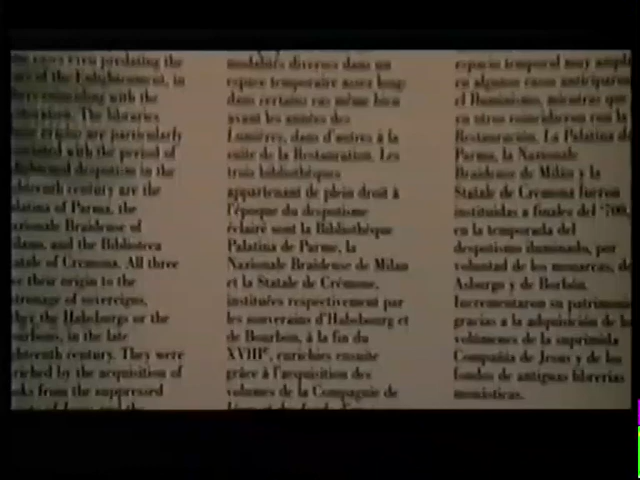 cases even predating the
of the Enlightenment, in
coinciding with the
The libraries
origins are particularly
with the period of
despotism in the
century are the
of Parma, the
Braidense of
and the Biblioteca
of Cremona. All three
their origin to the
of sovereigns,
the Habsburgs or the
in the late
century. They were
by the acquisition of
from the suppressed
modalités diverses dans un
espace temporaire assez long:
dans certains cas même bien
avant les années des
Lumières, dans d'autres à la
suite de la Restauration. Les
trois bibliothèques
appartenant de plein droit à
l'époque du despotisme
éclairé sont la Bibliothèque
Palatina de Parme, la
Nazionale Braidense de Milan
et la Statale de Crémone,
instituées respectivement par
les souverains d'Habsbourg et
de Bourbon, à la fin du
XVIIIe, enrichies ensuite
grâce à l'acquisition des
volumes de la Compagnie de
espacio temporal muy
en algunos casos
el Iluminismo, mientras que
en otros coincidieron con la
Restauración. La Palatina de
Parma, la Nazionale
Braidense de Milán y la
Statale de Cremona fueron
instituidas a finales del '700,
en la temporada del
despotismo iluminado, por
voluntad de los monarcas, de
Asburgo y de Borbón.
Incrementaron su patrimonio
gracias a la adquisición de
volúmenes de la suprimida
Compañía de Jesus y de los
fondos de antiguas librerías
monásticas.